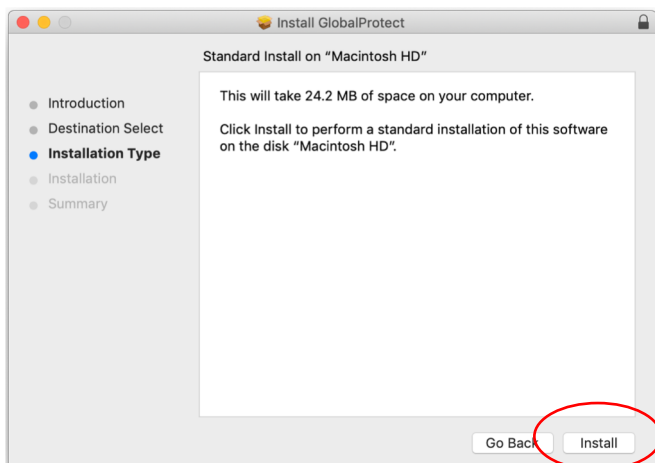 Install GlobalProtect
Standard Install on “Macintosh HD”
Introduction
Destination Select
Installation Type
Installation
Summary
This will take 24.2 MB of space on your computer.
Click Install to perform a standard installation of this software
on the disk “Macintosh HD”.
Go Back
Install